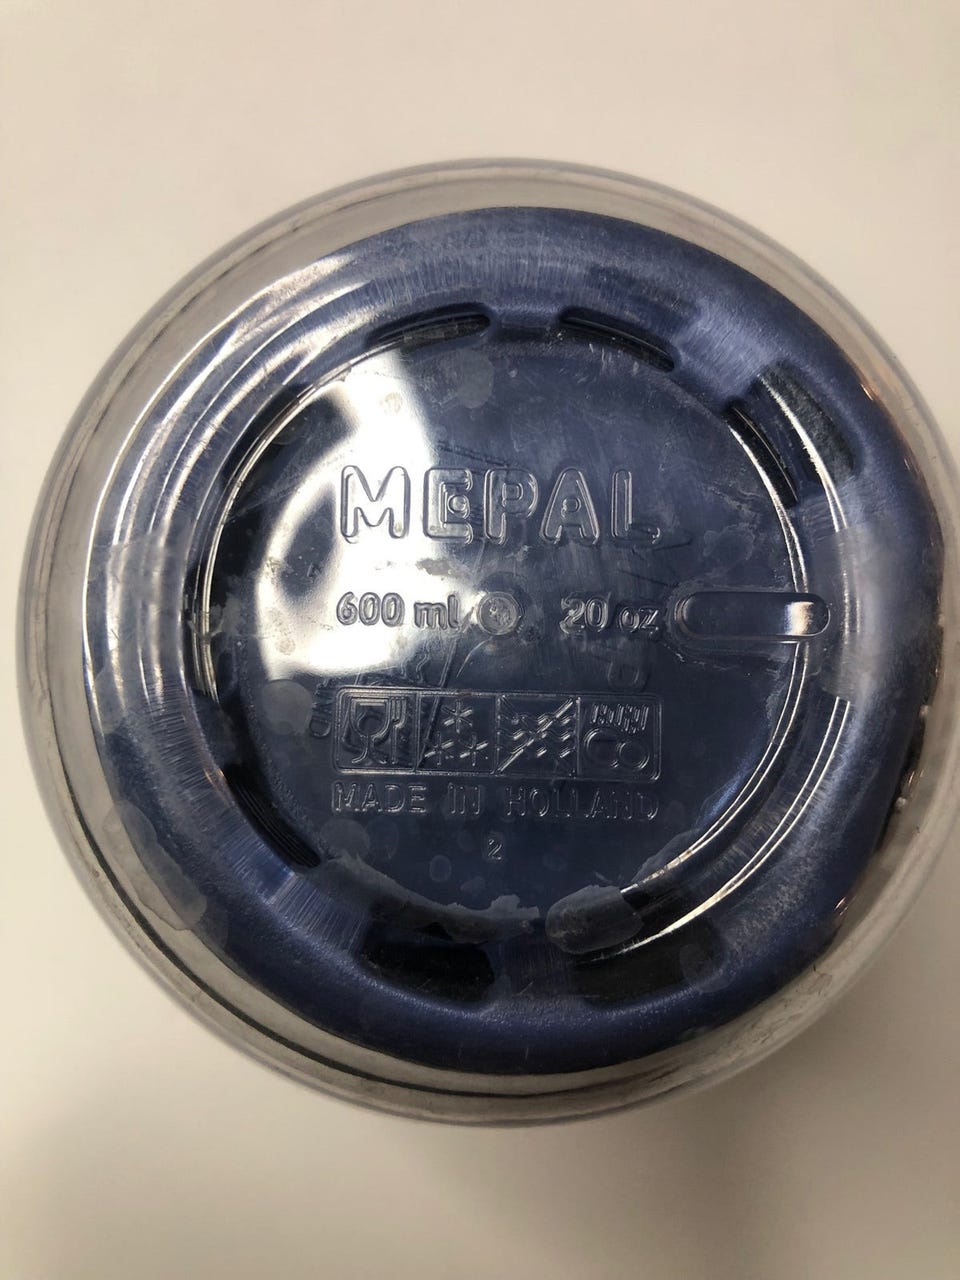 MEPAL
600 ml 20 oz
MADE IN HOLLAND
2